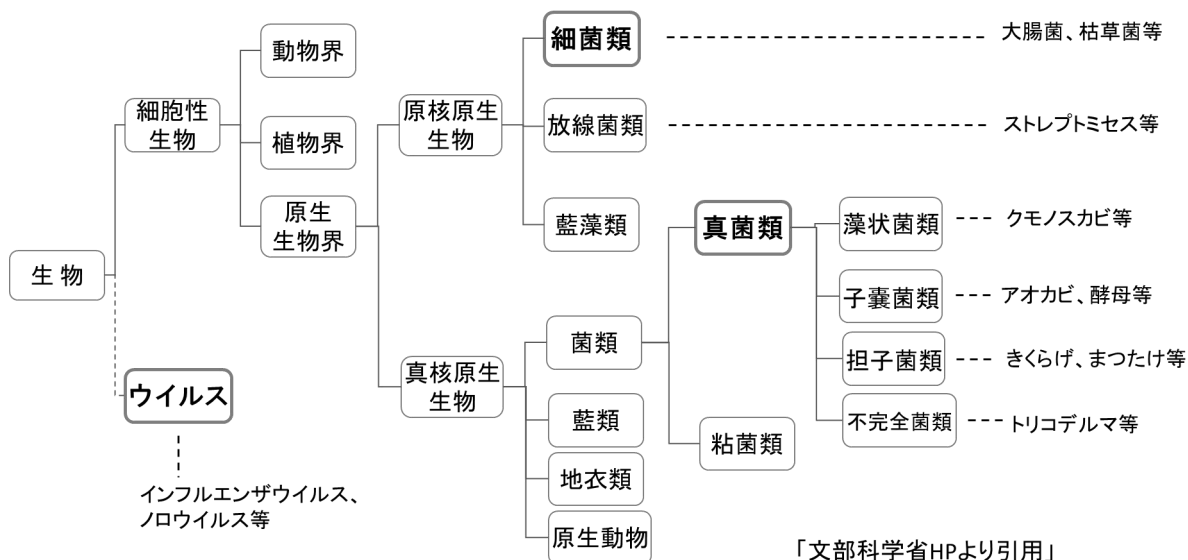 生物
細胞性
生物
ウイルス
インフルエンザウイルス、
ノロウイルス等
動物界
植物界
原生
生物界
原核原生
生物
真核原生
生物
細菌類
大腸菌、枯草菌等
放線菌類
ストレプトミセス等
藍藻類
菌類
藍類
地衣類
原生動物
真菌類
粘菌類
藻状菌類
クモノスカビ等
子嚢菌類
アオカビ、酵母等
担子菌類
きくらげ、まつたけ等
不完全菌類
トリコデルマ等
「文部科学省HPより引用」